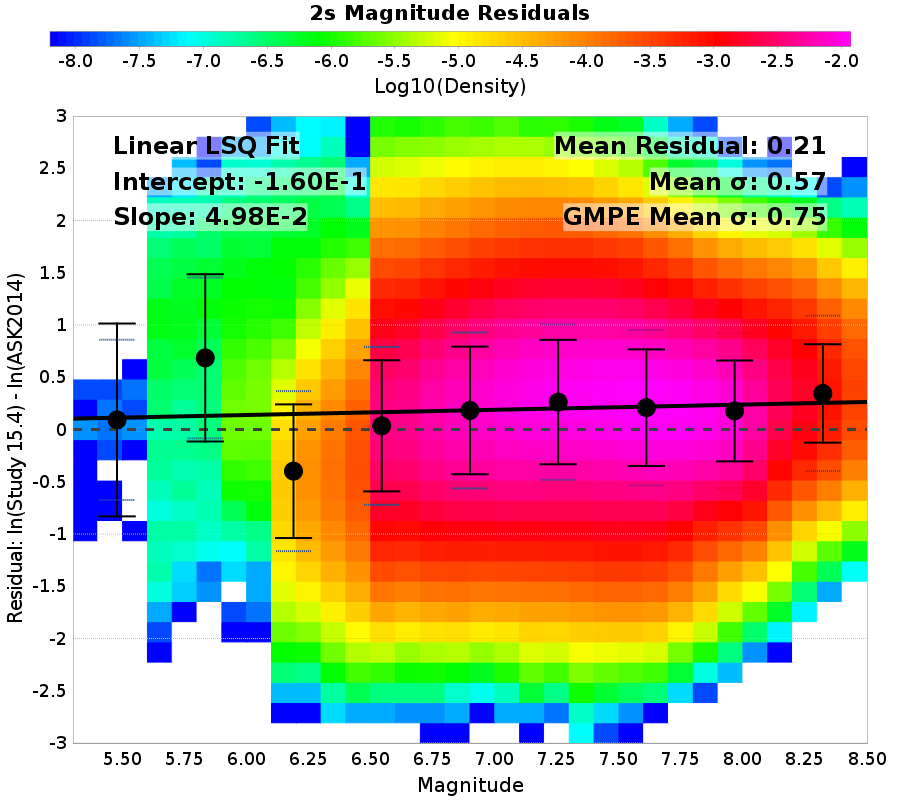 2s Magnitude Residuals
-8.0 -7.5 -7.0 -6.5 -6.0 -5.5 -5.0 -4.5 -4.0 -3.5 -3.0 -2.5 -2.0
Log10(Density)
Linear LSQ Fit
Intercept: -1.60E-1
Slope: 4.98E-2
Mean Residual: 0.21
Mean σ: 0.57
GMPE Mean σ: 0.75
Residual: ln(Study 15.4) - ln(ASK2014)
3
2.5
2
1.5
1
0.5
0
-0.5
-1
-1.5
-2
-2.5
-3
5.50 5.75 6.00 6.25 6.50 6.75 7.00 7.25 7.50 7.75 8.00 8.25 8.50
Magnitude